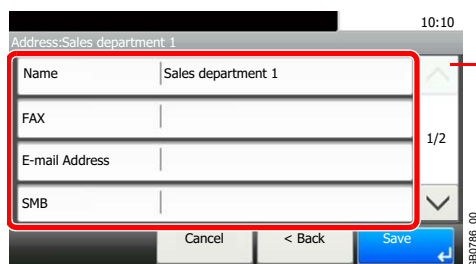 10:10
Address:Sales department 1
Name Sales department 1
FAX
1/2
E-mail Address
SMB
Cancel < Back Save
GB0786_00